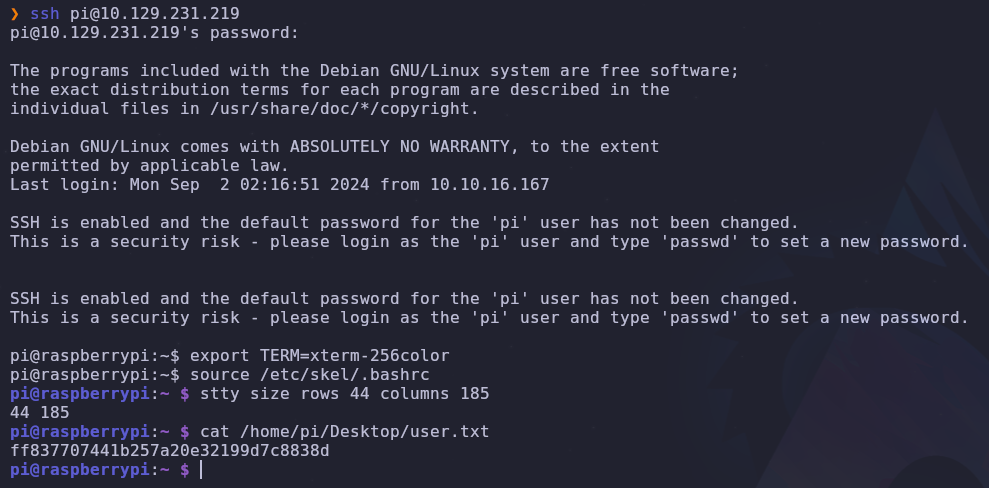 ❯ ssh pi@10.129.231.219
pi@10.129.231.219's password:
The programs included with the Debian GNU/Linux system are free software;
the exact distribution terms for each program are described in the
individual files in /usr/share/doc/*/copyright.
Debian GNU/Linux comes with ABSOLUTELY NO WARRANTY, to the extent
permitted by applicable law.
Last login: Mon Sep  2 02:16:51 2024 from 10.10.16.167
SSH is enabled and the default password for the 'pi' user has not been changed.
This is a security risk - please login as the 'pi' user and type 'passwd' to set a new password.
SSH is enabled and the default password for the 'pi' user has not been changed.
This is a security risk - please login as the 'pi' user and type 'passwd' to set a new password.
pi@raspberrypi:~$ export TERM=xterm-256color
pi@raspberrypi:~$ source /etc/skel/.bashrc
pi@raspberrypi:~ $ stty size rows 44 columns 185
44 185
pi@raspberrypi:~ $ cat /home/pi/Desktop/user.txt
ff837707441b257a20e32199d7c8838d
pi@raspberrypi:~ $